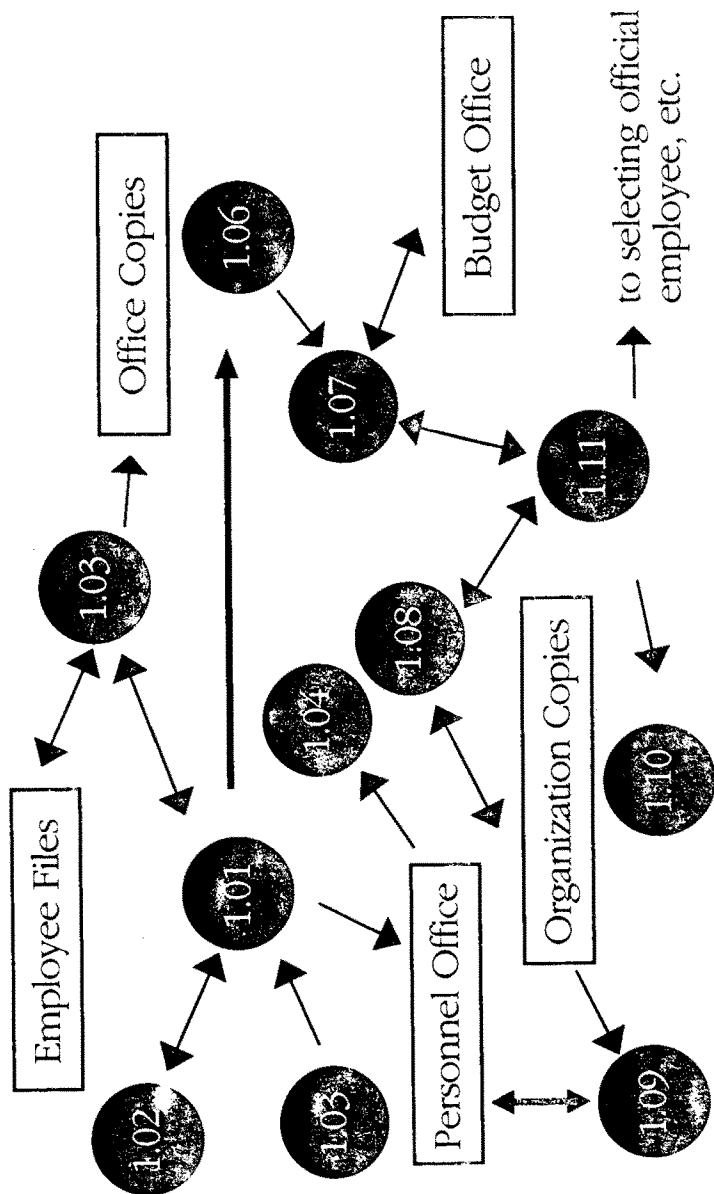 Employee Files
Office Copies
1.02
1.03
1.01
1.03
1.06
Personnel Office
1.04
1.08
1.07
Budget Office
1.09
Organization Copies
1.10
1.11
to selecting official
employee, etc.